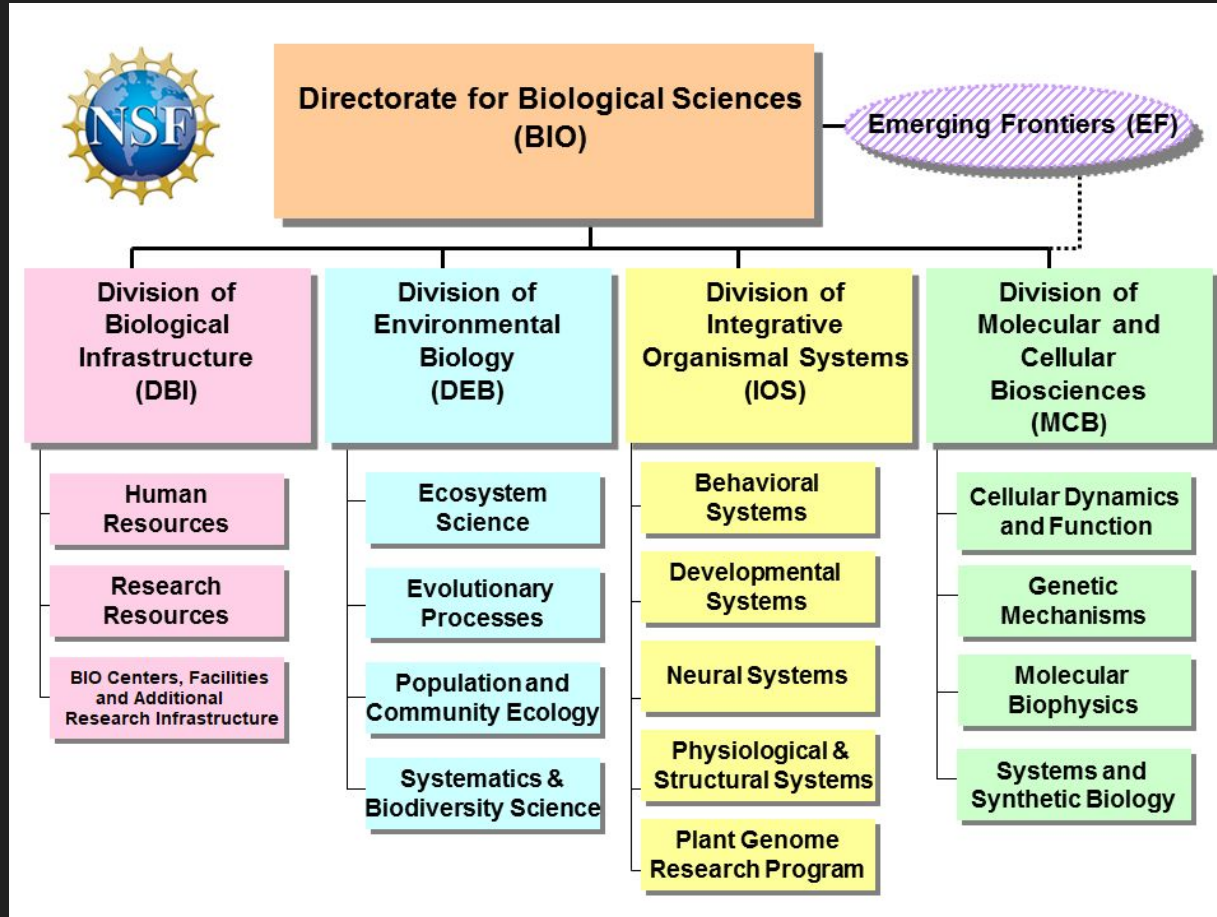 NSF
Directorate for Biological Sciences
(BIO)
Emerging Frontiers (EF)
Division of
Biological
Infrastructure
(DBI)
Human
Resources
Research
Resources
BIO Centers, Facilities
and Additional
Research Infrastructure
Division of
Environmental
Biology
(DEB)
Ecosystem
Science
Evolutionary
Processes
Population and
Community Ecology
Systematics &
Biodiversity Science
Division of
Integrative
Organismal Systems
(IOS)
Behavioral
Systems
Developmental
Systems
Neural Systems
Physiological &
Structural Systems
Plant Genome
Research Program
Division of
Molecular and
Cellular
Biosciences
(MCB)
Cellular Dynamics
and Function
Genetic
Mechanisms
Molecular
Biophysics
Systems and
Synthetic Biology